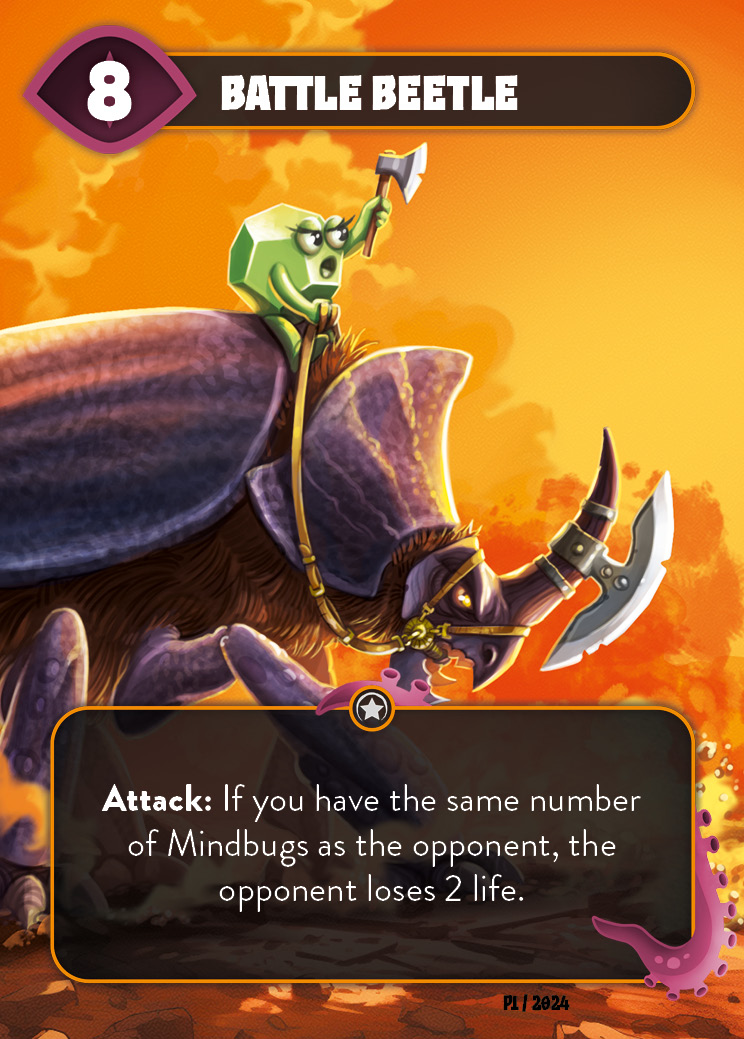 8
BATTLE BEETLE
Attack: If you have the same number
of Mindbugs as the opponent, the
opponent loses 2 life.
P1 / 2024